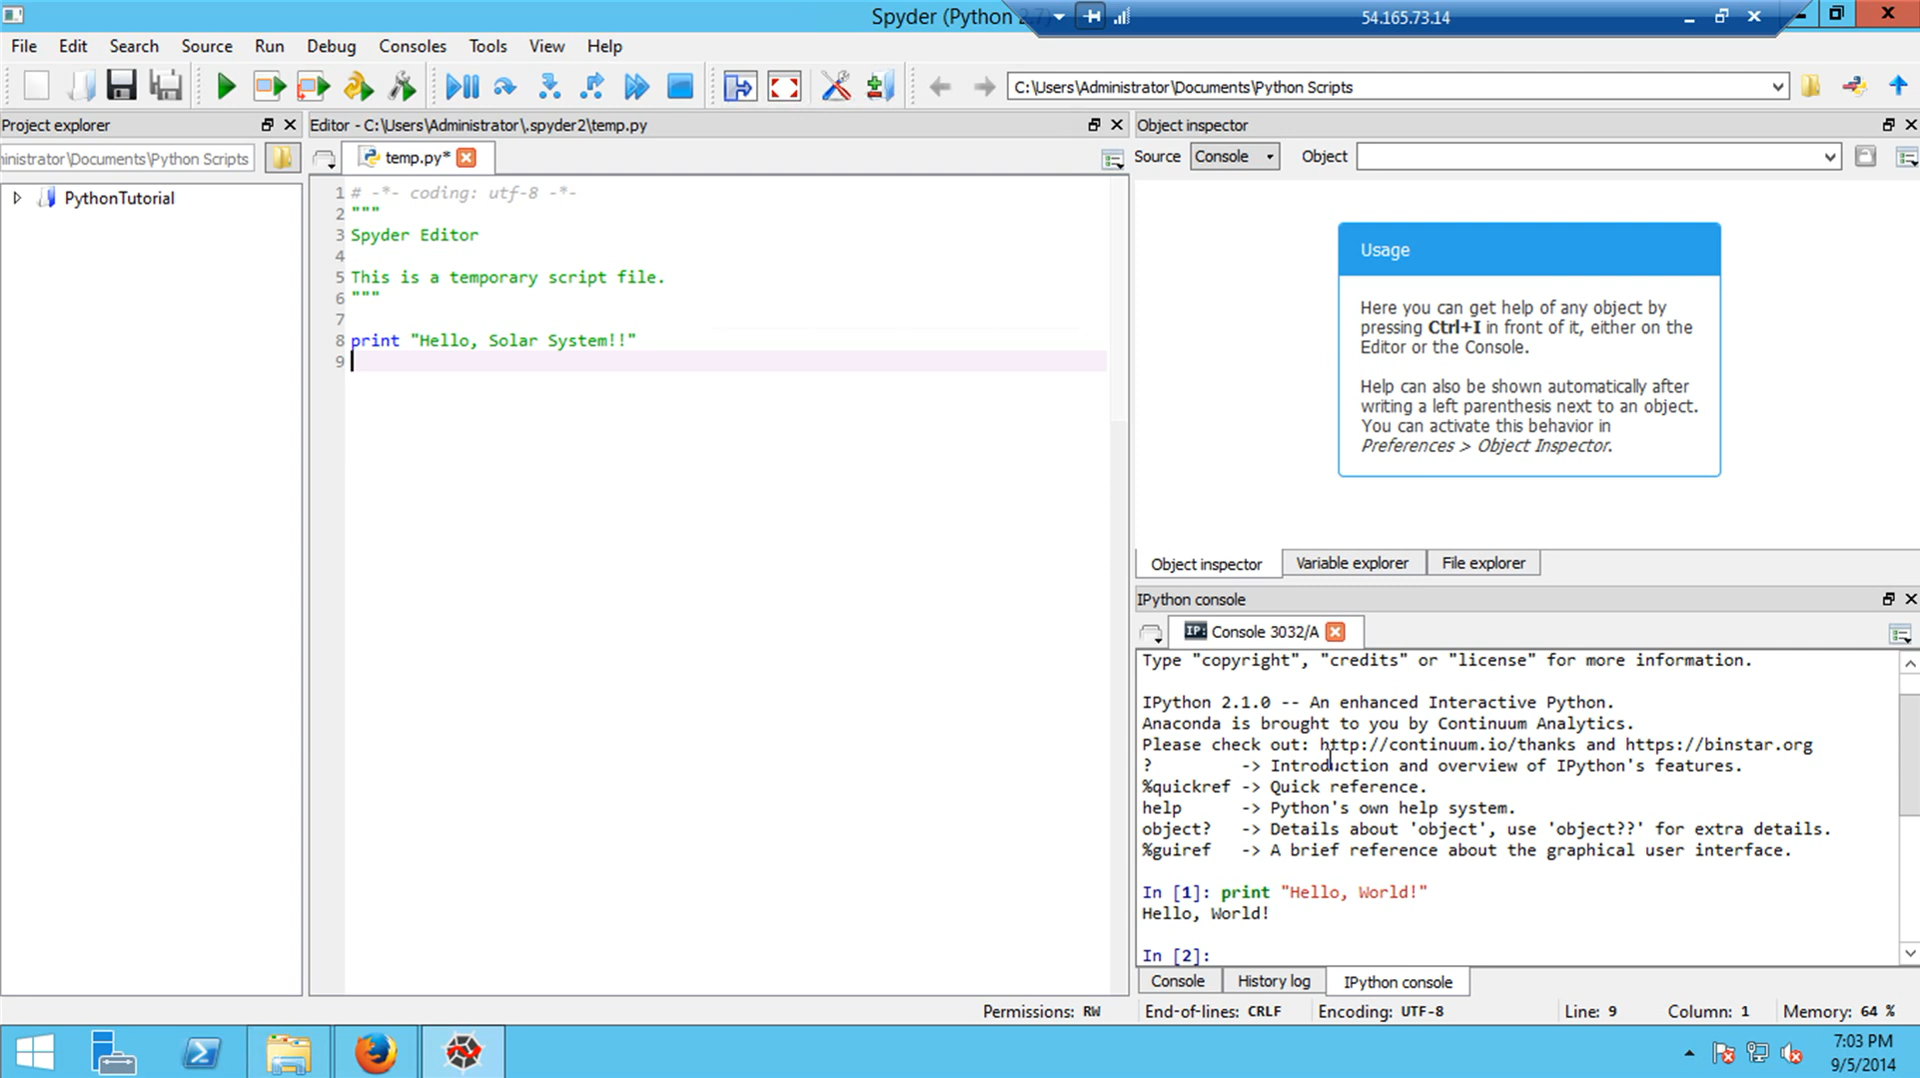 Spyder (Python 2.7)
54.165.73.14
File Edit Search Source Run Debug Consoles Tools View Help
C:\Users\Administrator\Documents\Python Scripts
Project explorer
inistrator\Documents\Python Scripts
PythonTutorial
Editor - C:\Users\Administrator\.spyder2\temp.py
temp.py*
1 # -*- coding: utf-8 -*-
2 """
3 Spyder Editor
4
5 This is a temporary script file.
6 """
7
8 print "Hello, Solar System!!"
9
Object inspector
Source Console Object
Usage
Here you can get help of any object by
pressing Ctrl+I in front of it, either on the
Editor or the Console.
Help can also be shown automatically after
writing a left parenthesis next to an object.
You can activate this behavior in
Preferences > Object Inspector.
Object inspector Variable explorer File explorer
IPython console
IP: Console 3032/A
Type "copyright", "credits" or "license" for more information.
IPython 2.1.0 -- An enhanced Interactive Python.
Anaconda is brought to you by Continuum Analytics.
Please check out: http://continuum.io/thanks and https://binstar.org
? -> Introduction and overview of IPython's features.
%quickref -> Quick reference.
help -> Python's own help system.
object? -> Details about 'object', use 'object??' for extra details.
%guiref -> A brief reference about the graphical user interface.
In [1]: print "Hello, World!"
Hello, World!
In [2]:
Console History log IPython console
Permissions: RW End-of-lines: CRLF Encoding: UTF-8 Line: 9 Column: 1 Memory: 64 %
7:03 PM
9/5/2014